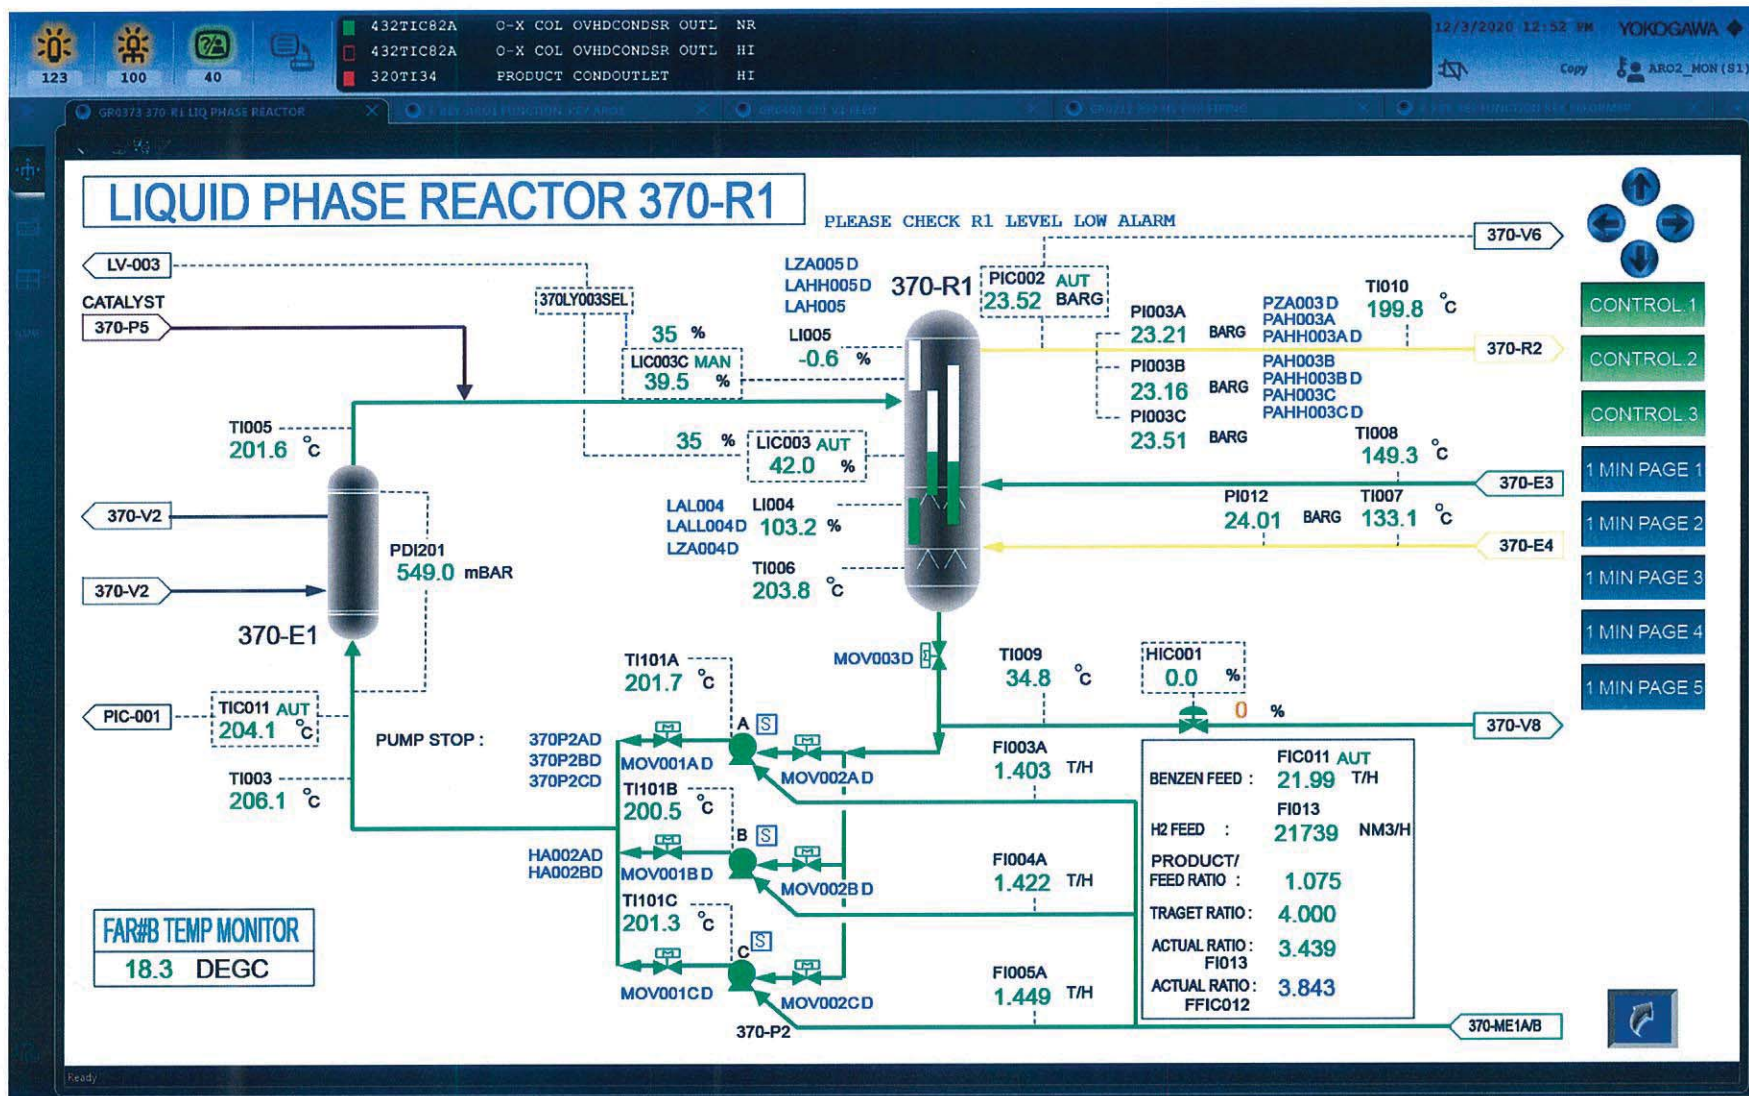 432TIC82A O-X COL OVHDCONDSR OUTL NR
432TIC82A O-X COL OVHDCONDSR OUTL HI
320TI34 PRODUCT CONDOUTLET HI
123
100
40
12/3/2020 12:52 PM
YOKOGAWA
Copy
ARO2_MON (S1)
GR0373 370-R1 LIQ PHASE REACTOR
LIQUID PHASE REACTOR 370-R1
PLEASE CHECK R1 LEVEL LOW ALARM
370-V6
LV-003
CATALYST
370-P5
370LY003SEL
35 %
LIC003C MAN
39.5 %
LZA005D
LAHH005D
LAH005
LI005
-0.6 %
370-R1
PIC002 AUT
23.52 BARG
PI003A
23.21 BARG
PI003B
23.16 BARG
PI003C
23.51 BARG
PZA003D
PAH003A
PAHH003AD
PAH003B
PAHH003BD
PAH003C
PAHH003CD
TI010
199.8 °C
370-R2
TI008
149.3 °C
370-E3
PI012
24.01 BARG
TI007
133.1 °C
370-E4
TI005
201.6 °C
35 %
LIC003 AUT
42.0 %
LAL004
LALL004D
LZA004D
LI004
103.2 %
TI006
203.8 °C
370-V2
370-V2
PDI201
549.0 mBAR
370-E1
PIC-001
TIC011 AUT
204.1 °C
TI003
206.1 °C
PUMP STOP :
370P2AD
370P2BD
370P2CD
HA002AD
HA002BD
TI101A
201.7 °C
A S
MOV001AD
MOV002AD
TI101B
200.5 °C
B S
MOV001BD
MOV002BD
TI101C
201.3 °C
C S
MOV001CD
MOV002CD
370-P2
MOV003D
TI009
34.8 °C
HIC001
0.0 %
0 %
370-V8
FI003A
1.403 T/H
FI004A
1.422 T/H
FI005A
1.449 T/H
370-ME1A/B
FIC011 AUT
BENZEN FEED : 21.99 T/H
FI013
H2 FEED : 21739 NM3/H
PRODUCT/
FEED RATIO : 1.075
TRAGET RATIO : 4.000
ACTUAL RATIO : 3.439
FI013
ACTUAL RATIO : 3.843
FFIC012
FAR#B TEMP MONITOR
18.3 DEGC
CONTROL.1
CONTROL.2
CONTROL.3
1 MIN PAGE 1
1 MIN PAGE 2
1 MIN PAGE 3
1 MIN PAGE 4
1 MIN PAGE 5
Ready